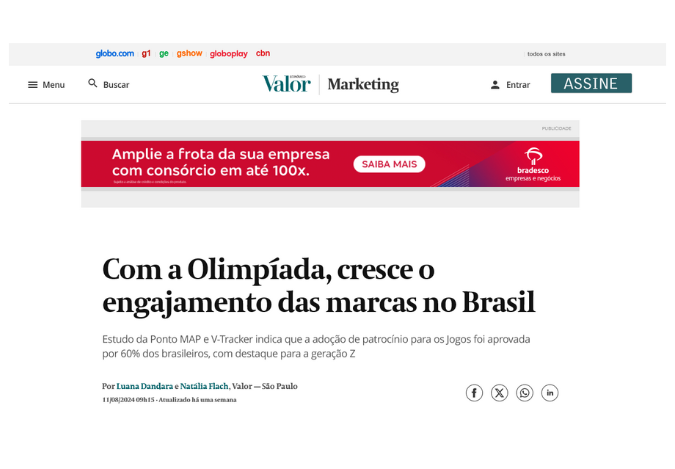 globo.com g1 ge gshow globoplay cbn
todos os sites
Menu
Buscar
Valor ECONÔMICO | Marketing
Entrar
ASSINE
PUBLICIDADE
Amplie a frota da sua empresa
com consórcio em até 100x.
SAIBA MAIS
bradesco
empresas e negócios
Com a Olimpíada, cresce o
engajamento das marcas no Brasil
Estudo da Ponto MAP e V-Tracker indica que a adoção de patrocínio para os Jogos foi aprovada
por 60% dos brasileiros, com destaque para a geração Z
Por Luana Dandara e Natália Flach, Valor — São Paulo
11/08/2024 09h15 · Atualizado há uma semana